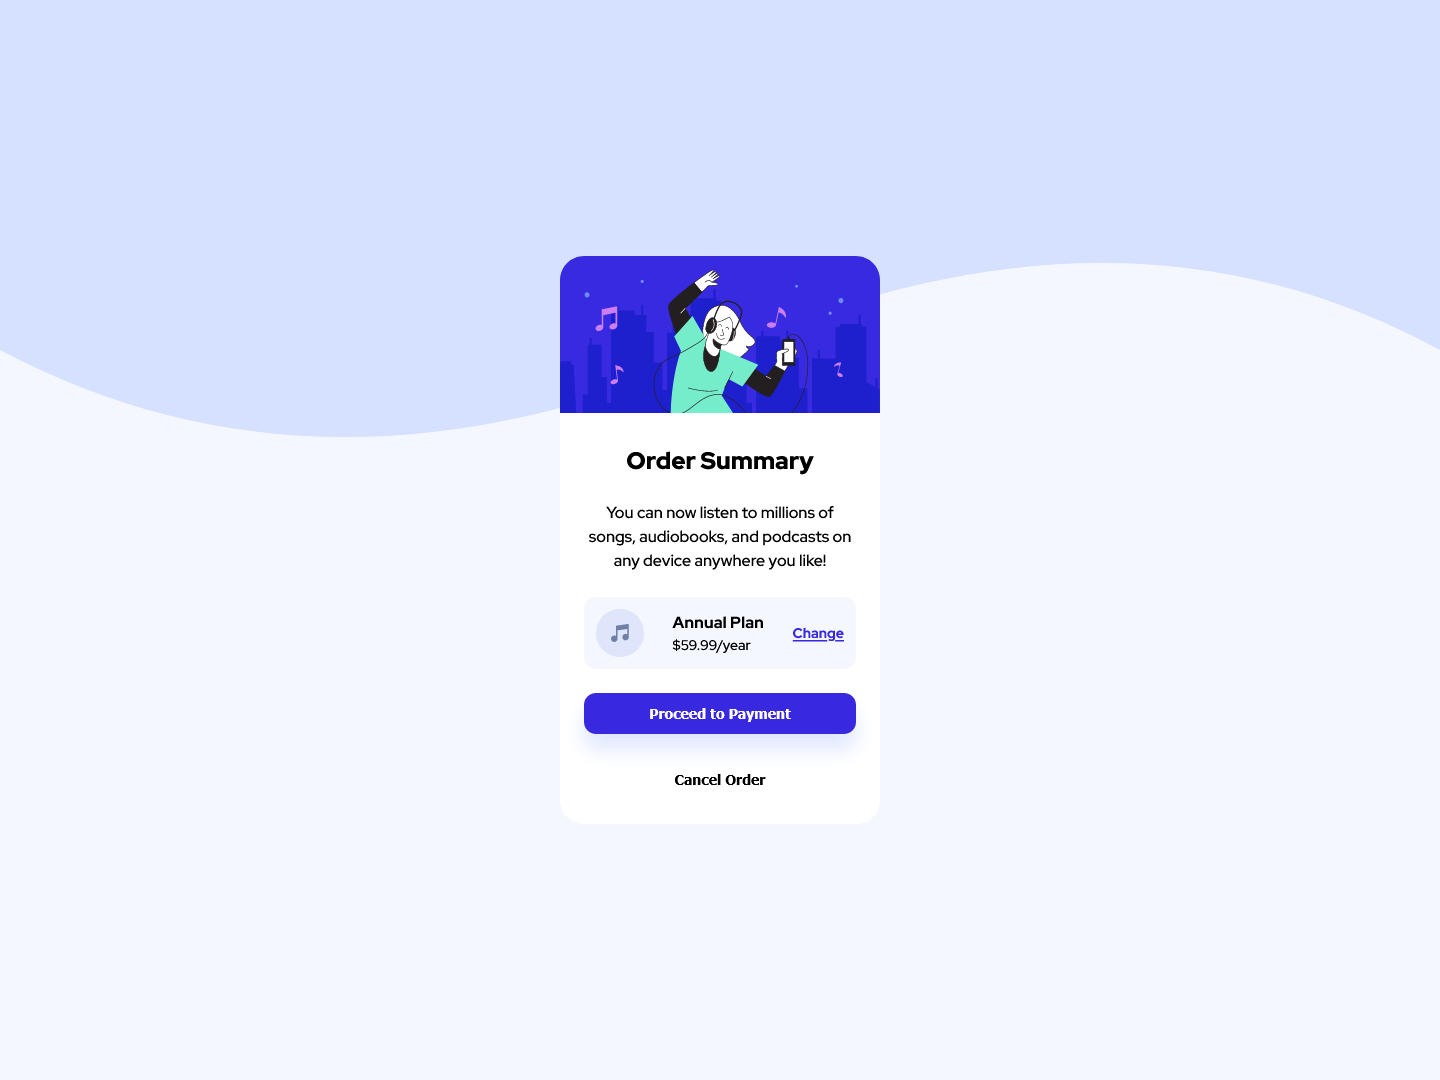 Order Summary
You can now listen to millions of
songs, audiobooks, and podcasts on
any device anywhere you like!
Annual Plan
$59.99/year
Change
Proceed to Payment
Cancel Order